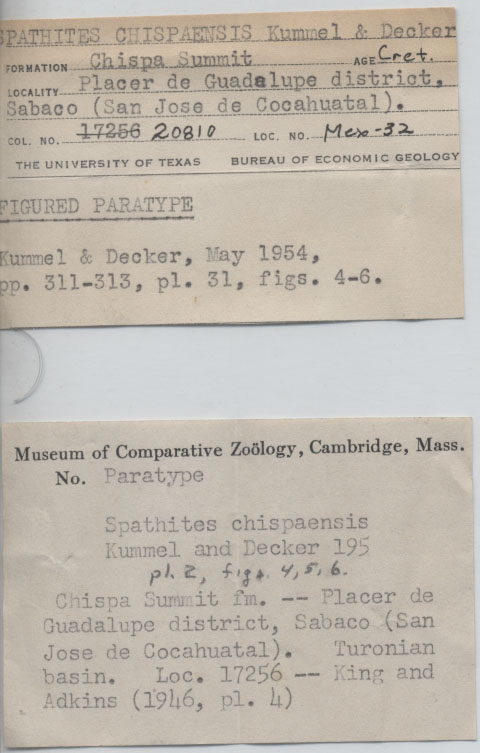 SPATHITES CHISPAENSIS Kummel & Decker
FORMATION Chispa Summit AGE Cret.
LOCALITY Placer de Guadalupe district,
Sabaco (San Jose de Cocahuatal).
COL. NO. 17256 20810 LOC. NO. Mex-32
THE UNIVERSITY OF TEXAS BUREAU OF ECONOMIC GEOLOGY
FIGURED PARATYPE
Kummel & Decker, May 1954,
pp. 311-313, pl. 31, figs. 4-6.
Museum of Comparative Zoölogy, Cambridge, Mass.
No. Paratype
Spathites chispaensis
Kummel and Decker 195
pl. 2, figs. 4, 5, 6.
Chispa Summit fm. -- Placer de
Guadalupe district, Sabaco (San
Jose de Cocahuatal). Turonian
basin. Loc. 17256 -- King and
Adkins (1946, pl. 4)